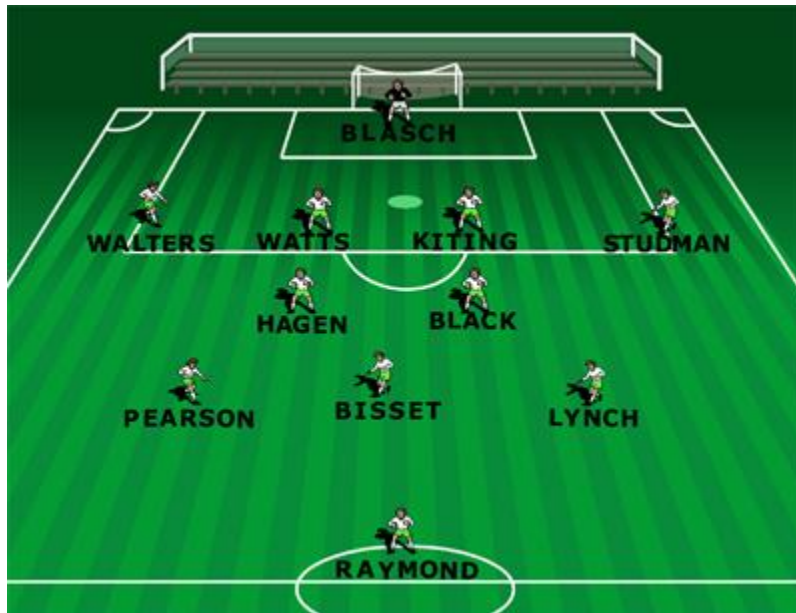 BLASCH
WALTERS WATTS KITING STUDMAN
HAGEN BLACK
PEARSON BISSET LYNCH
RAYMOND